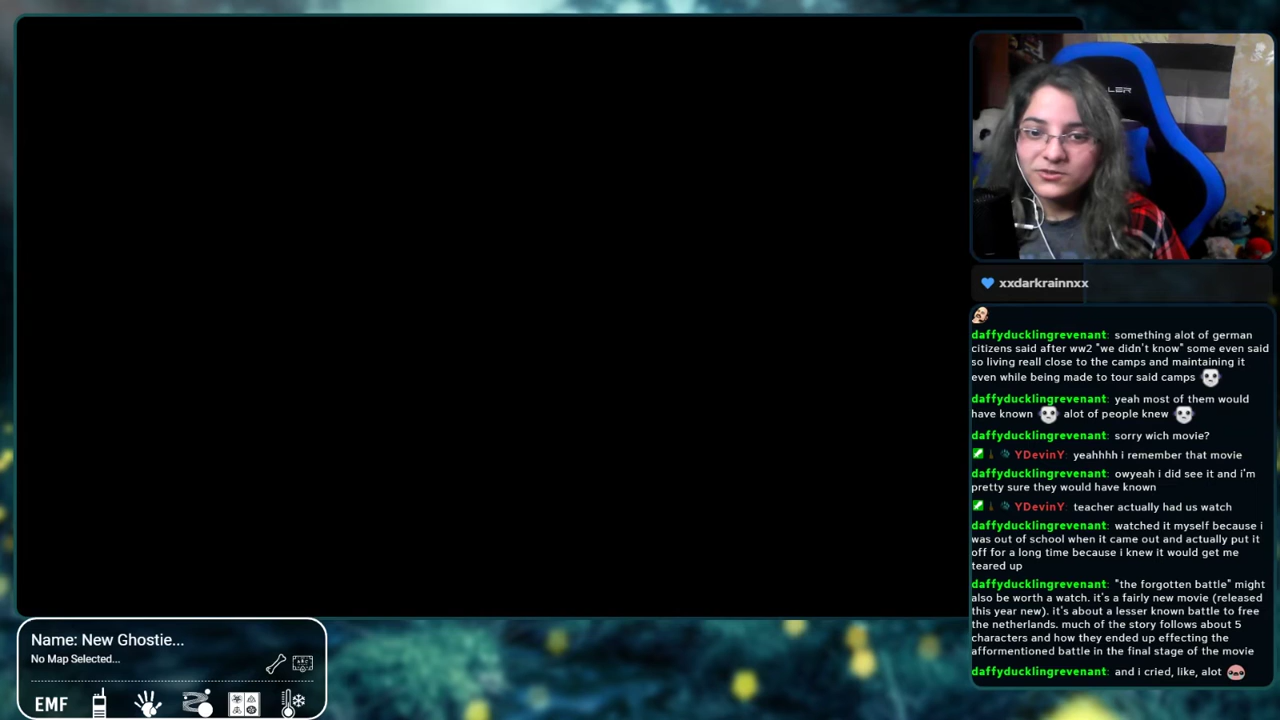 LER
xxdarkrainnxx
daffyducklingrevenant: something alot of german
citizens said after ww2 "we didn't know" some even said
so living reall close to the camps and maintaining it
even while being made to tour said camps
daffyducklingrevenant: yeah most of them would
have known alot of people knew
daffyducklingrevenant: sorry wich movie?
YDevinY: yeahhhh i remember that movie
daffyducklingrevenant: owyeah i did see it and i'm
pretty sure they would have known
YDevinY: teacher actually had us watch
daffyducklingrevenant: watched it myself because i
was out of school when it came out and actually put it
off for a long time because i knew it would get me
teared up
daffyducklingrevenant: "the forgotten battle" might
also be worth a watch. it's a fairly new movie (released
this year new). it's about a lesser known battle to free
the netherlands. much of the story follows about 5
characters and how they ended up effecting the
afformentioned battle in the final stage of the movie
daffyducklingrevenant: and i cried, like, alot
Name: New Ghostie...
No Map Selected...
EMF